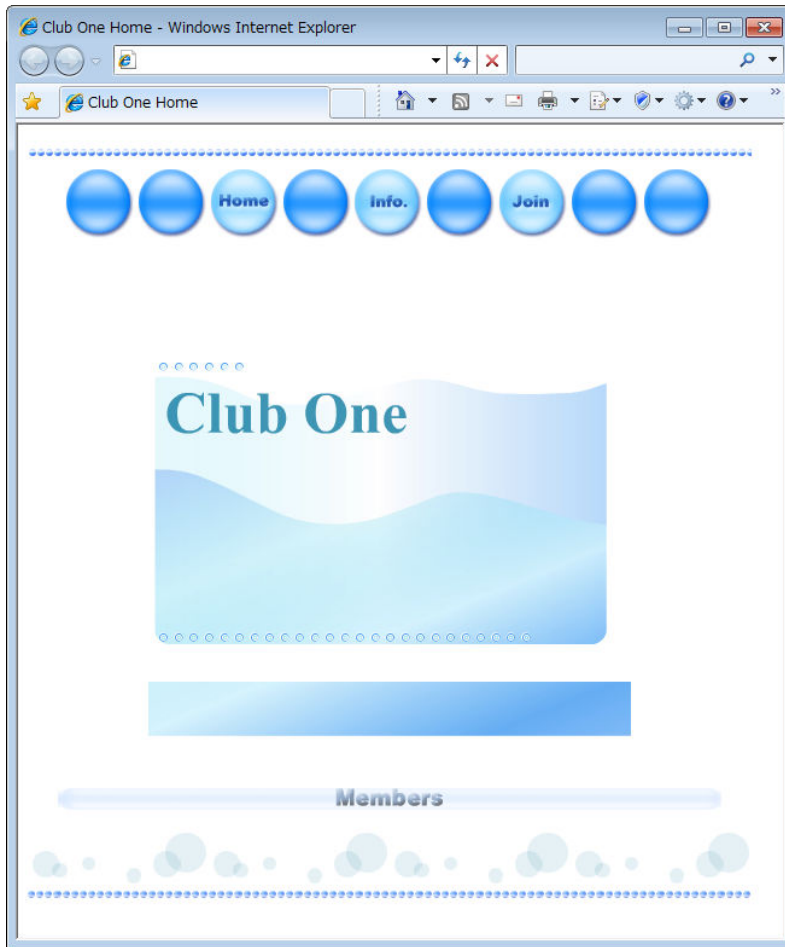 Club One Home - Windows Internet Explorer
Club One Home
Home Info. Join
Club One
Members